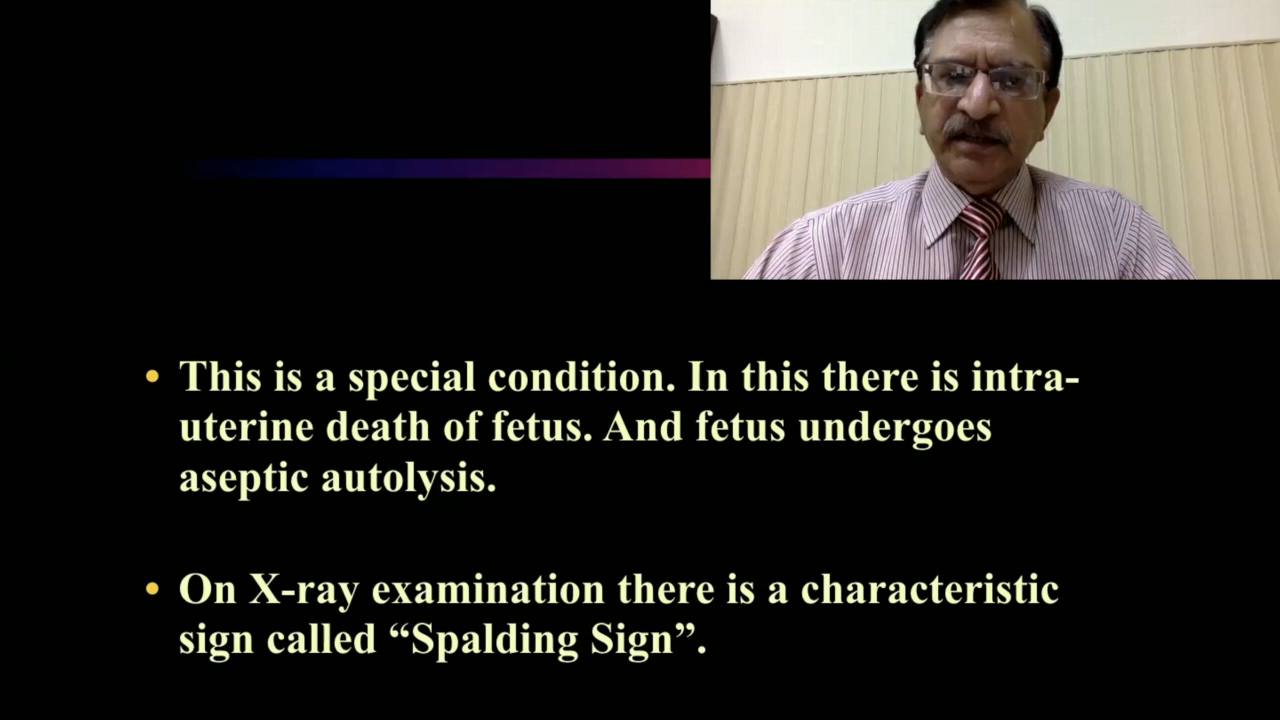 • This is a special condition. In this there is intra-
uterine death of fetus. And fetus undergoes
aseptic autolysis.
• On X-ray examination there is a characteristic
sign called “Spalding Sign”.